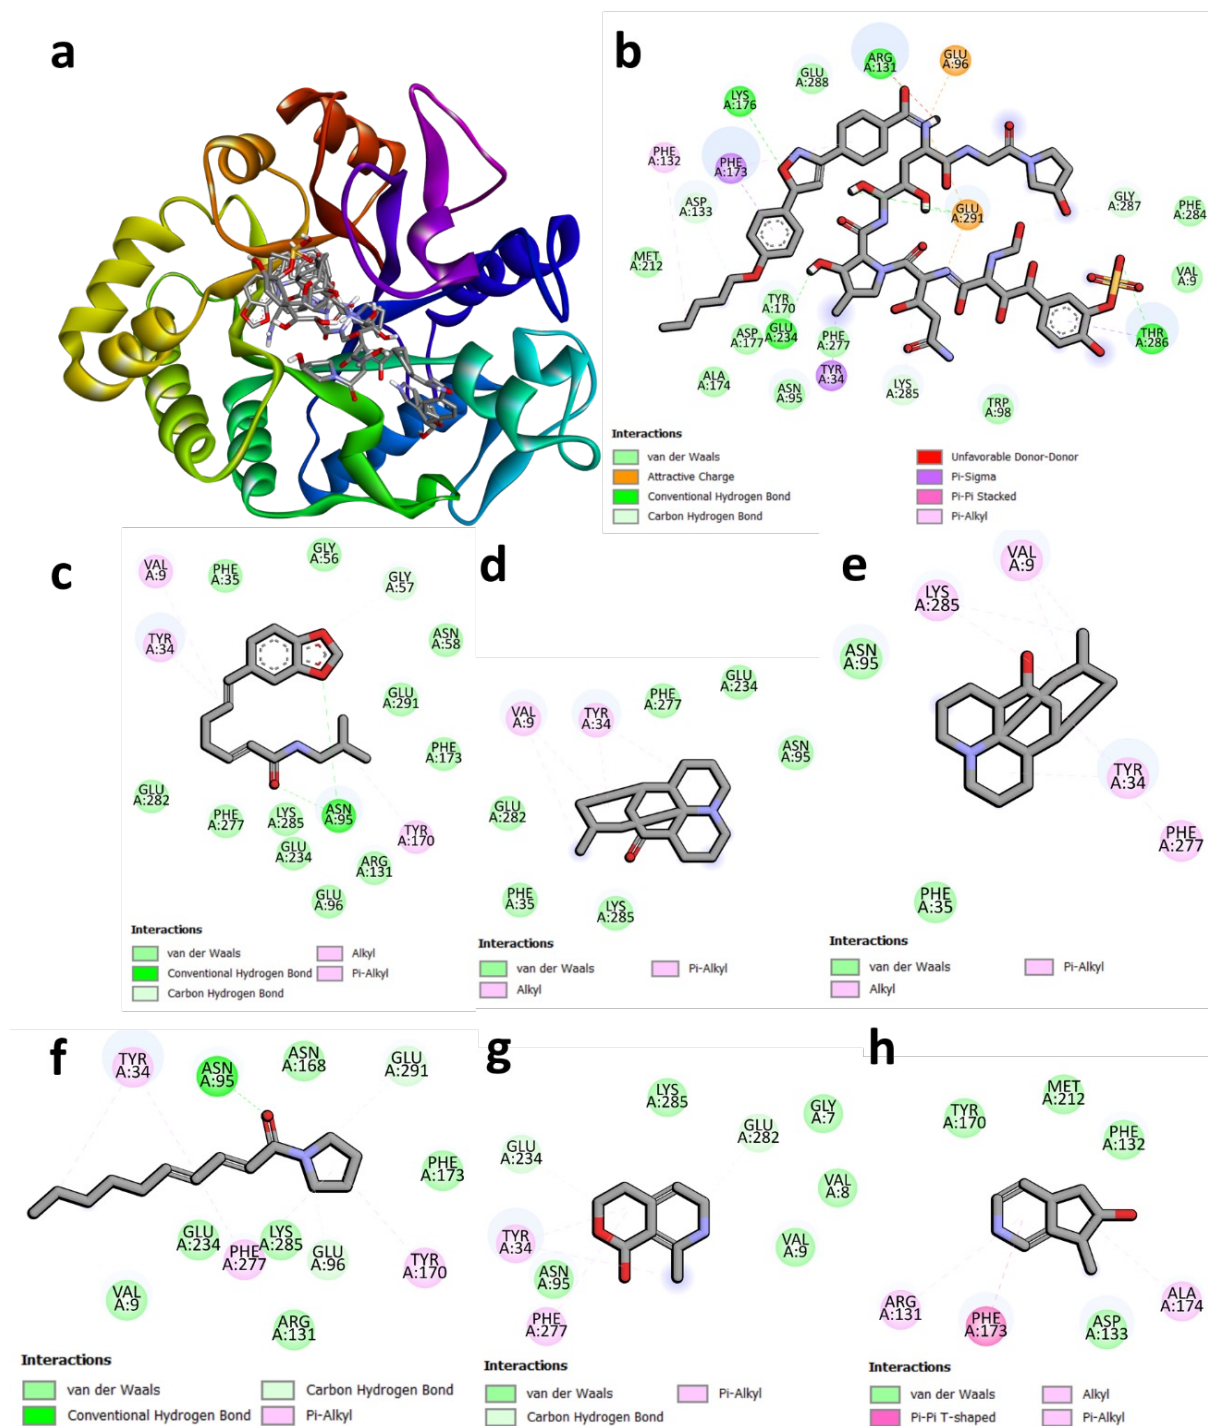 a
b
ARG
A:131
GLU
A:96
GLU
A:288
LYS
A:176
PHE
A:132
PHE
A:173
ASP
A:133
GLU
A:291
GLY
A:287
PHE
A:284
MET
A:212
VAL
A:9
TYR
A:170
THR
A:286
ASP
A:177
GLU
A:234
PHE
A:277
ALA
A:174
TYR
A:34
ASN
A:95
LYS
A:285
TRP
A:98
Interactions
van der Waals
Attractive Charge
Conventional Hydrogen Bond
Carbon Hydrogen Bond
Unfavorable Donor-Donor
Pi-Sigma
Pi-Pi Stacked
Pi-Alkyl
c
VAL
A:9
PHE
A:35
GLY
A:56
GLY
A:57
TYR
A:34
ASN
A:58
GLU
A:291
PHE
A:173
GLU
A:282
PHE
A:277
LYS
A:285
ASN
A:95
TYR
A:170
GLU
A:234
ARG
A:131
GLU
A:96
Interactions
van der Waals
Conventional Hydrogen Bond
Carbon Hydrogen Bond
Alkyl
Pi-Alkyl
d
VAL
A:9
TYR
A:34
PHE
A:277
GLU
A:234
ASN
A:95
GLU
A:282
PHE
A:35
LYS
A:285
Interactions
van der Waals
Alkyl
Pi-Alkyl
e
VAL
A:9
LYS
A:285
ASN
A:95
TYR
A:34
PHE
A:277
PHE
A:35
Interactions
van der Waals
Alkyl
Pi-Alkyl
f
TYR
A:34
ASN
A:95
ASN
A:168
GLU
A:291
PHE
A:173
GLU
A:234
PHE
A:277
LYS
A:285
GLU
A:96
TYR
A:170
VAL
A:9
ARG
A:131
Interactions
van der Waals
Conventional Hydrogen Bond
Carbon Hydrogen Bond
Pi-Alkyl
g
LYS
A:285
GLY
A:7
GLU
A:282
GLU
A:234
VAL
A:8
TYR
A:34
VAL
A:9
ASN
A:95
PHE
A:277
Interactions
van der Waals
Carbon Hydrogen Bond
Pi-Alkyl
h
TYR
A:170
MET
A:212
PHE
A:132
ARG
A:131
PHE
A:173
ASP
A:133
ALA
A:174
Interactions
van der Waals
Pi-Pi T-shaped
Alkyl
Pi-Alkyl